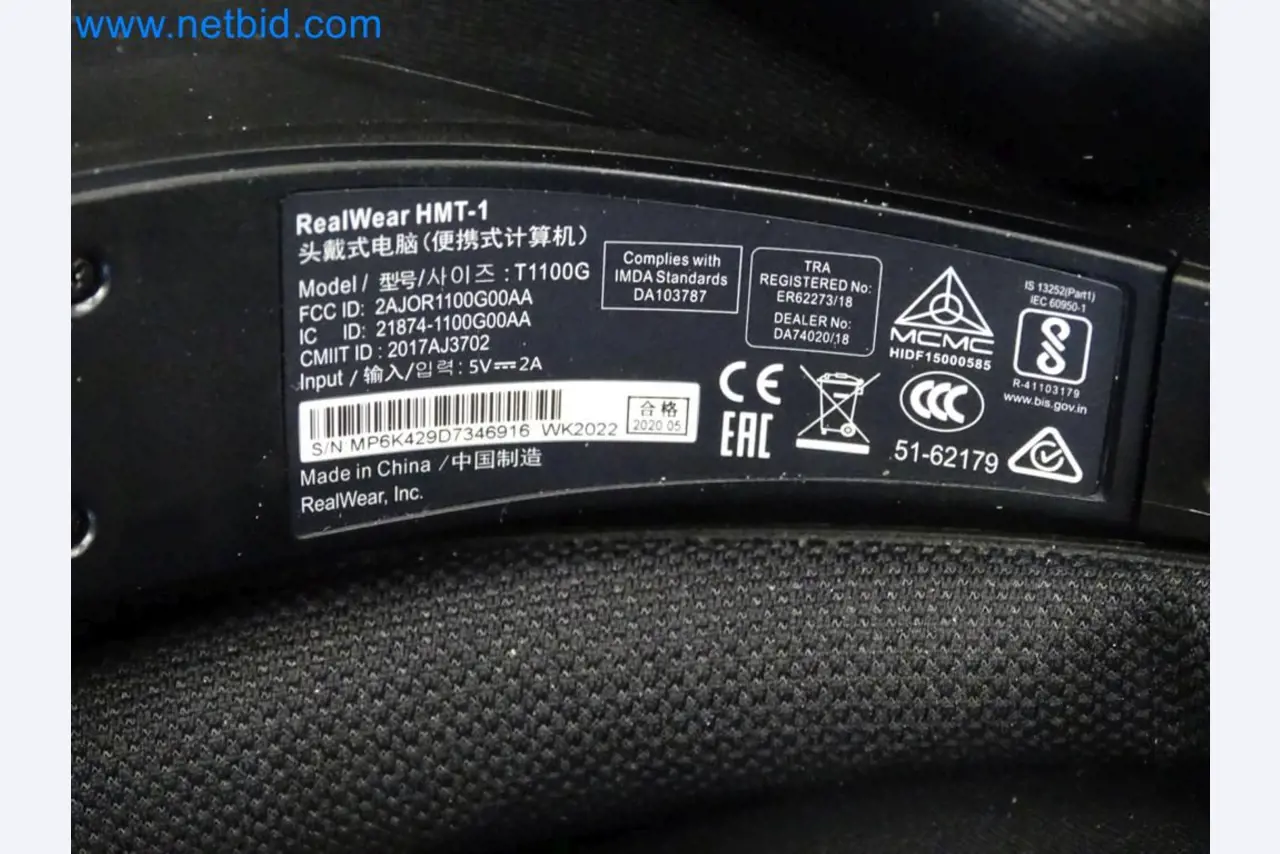 www.netbid.com
RealWear HMT-1
头戴式电脑(便携式计算机)
Model / 型号/사이즈 : T1100G
FCC ID: 2AJOR1100G00AA
IC ID: 21874-1100G00AA
CMIIT ID : 2017AJ3702
Input / 输入/입력 : 5V⎓2A
S/N MP6K429D7346916 WK2022
合格
2020 05
Made in China /中国制造
RealWear, Inc.
Complies with
IMDA Standards
DA103787
TRA
REGISTERED No:
ER62273/18
DEALER No:
DA74020/18
MCMC
HIDF15000585
IS 13252(Part1)
IEC 60950-1
R-41103179
www.bis.gov.in
CE
EAC
CCC
51-62179